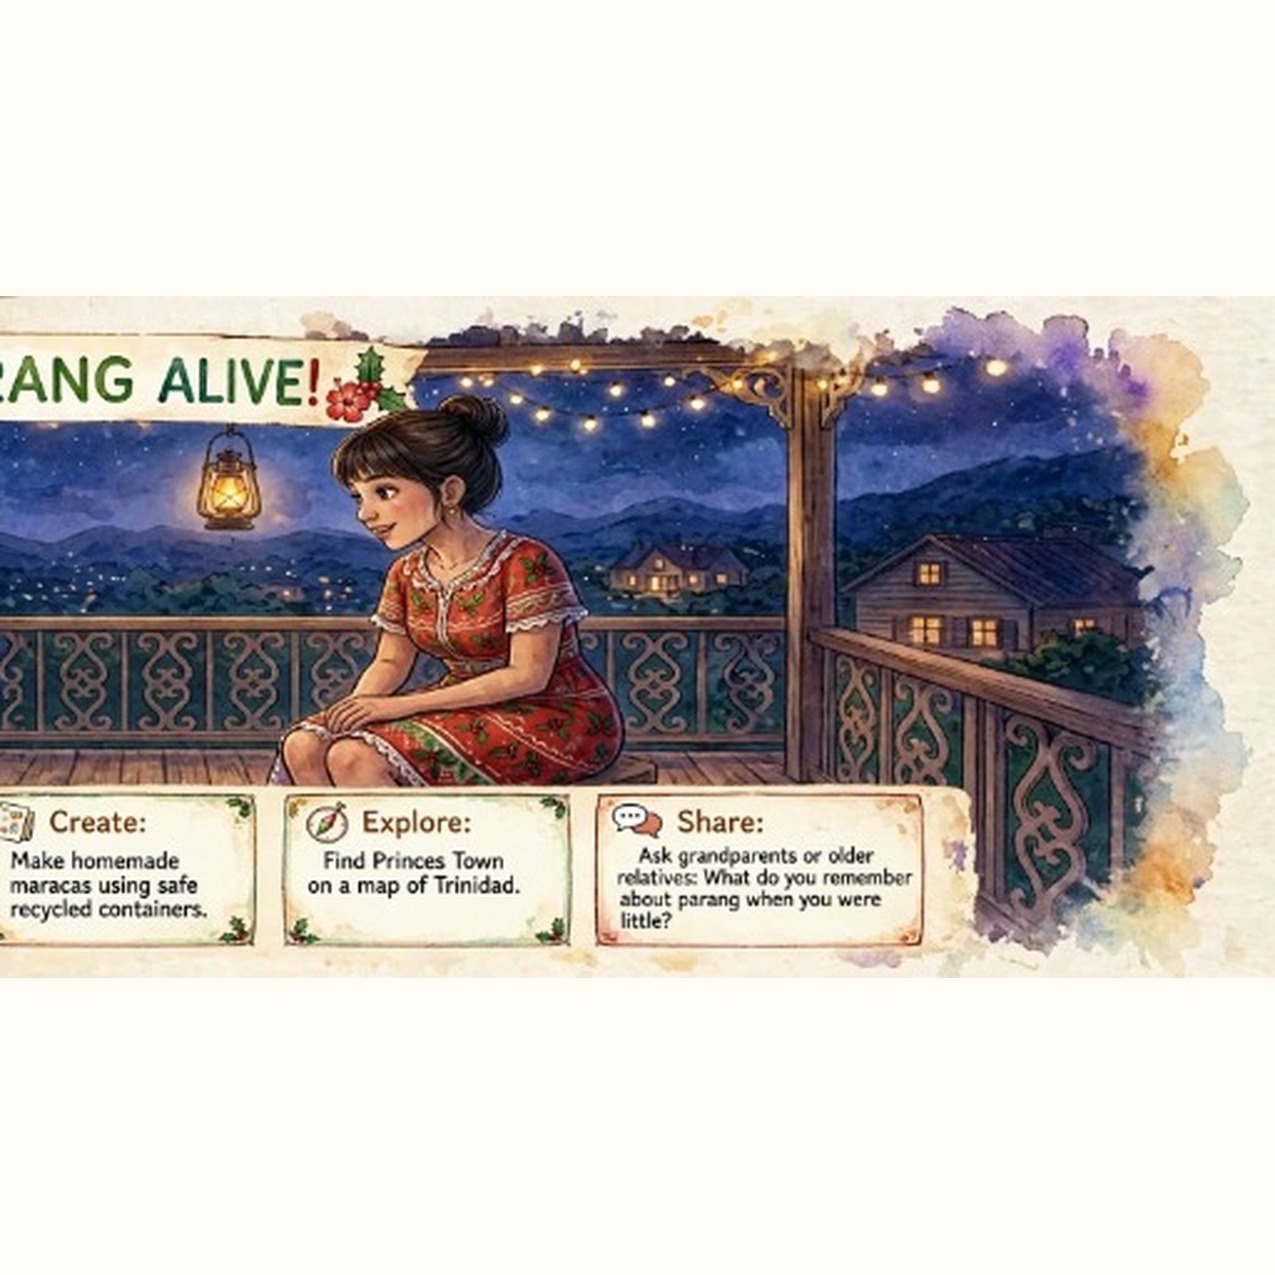 RANG ALIVE!
Create:
Make homemade
maracas using safe
recycled containers.
Explore:
Find Princes Town
on a map of Trinidad.
Share:
Ask grandparents or older
relatives: What do you remember
about parang when you were
little?